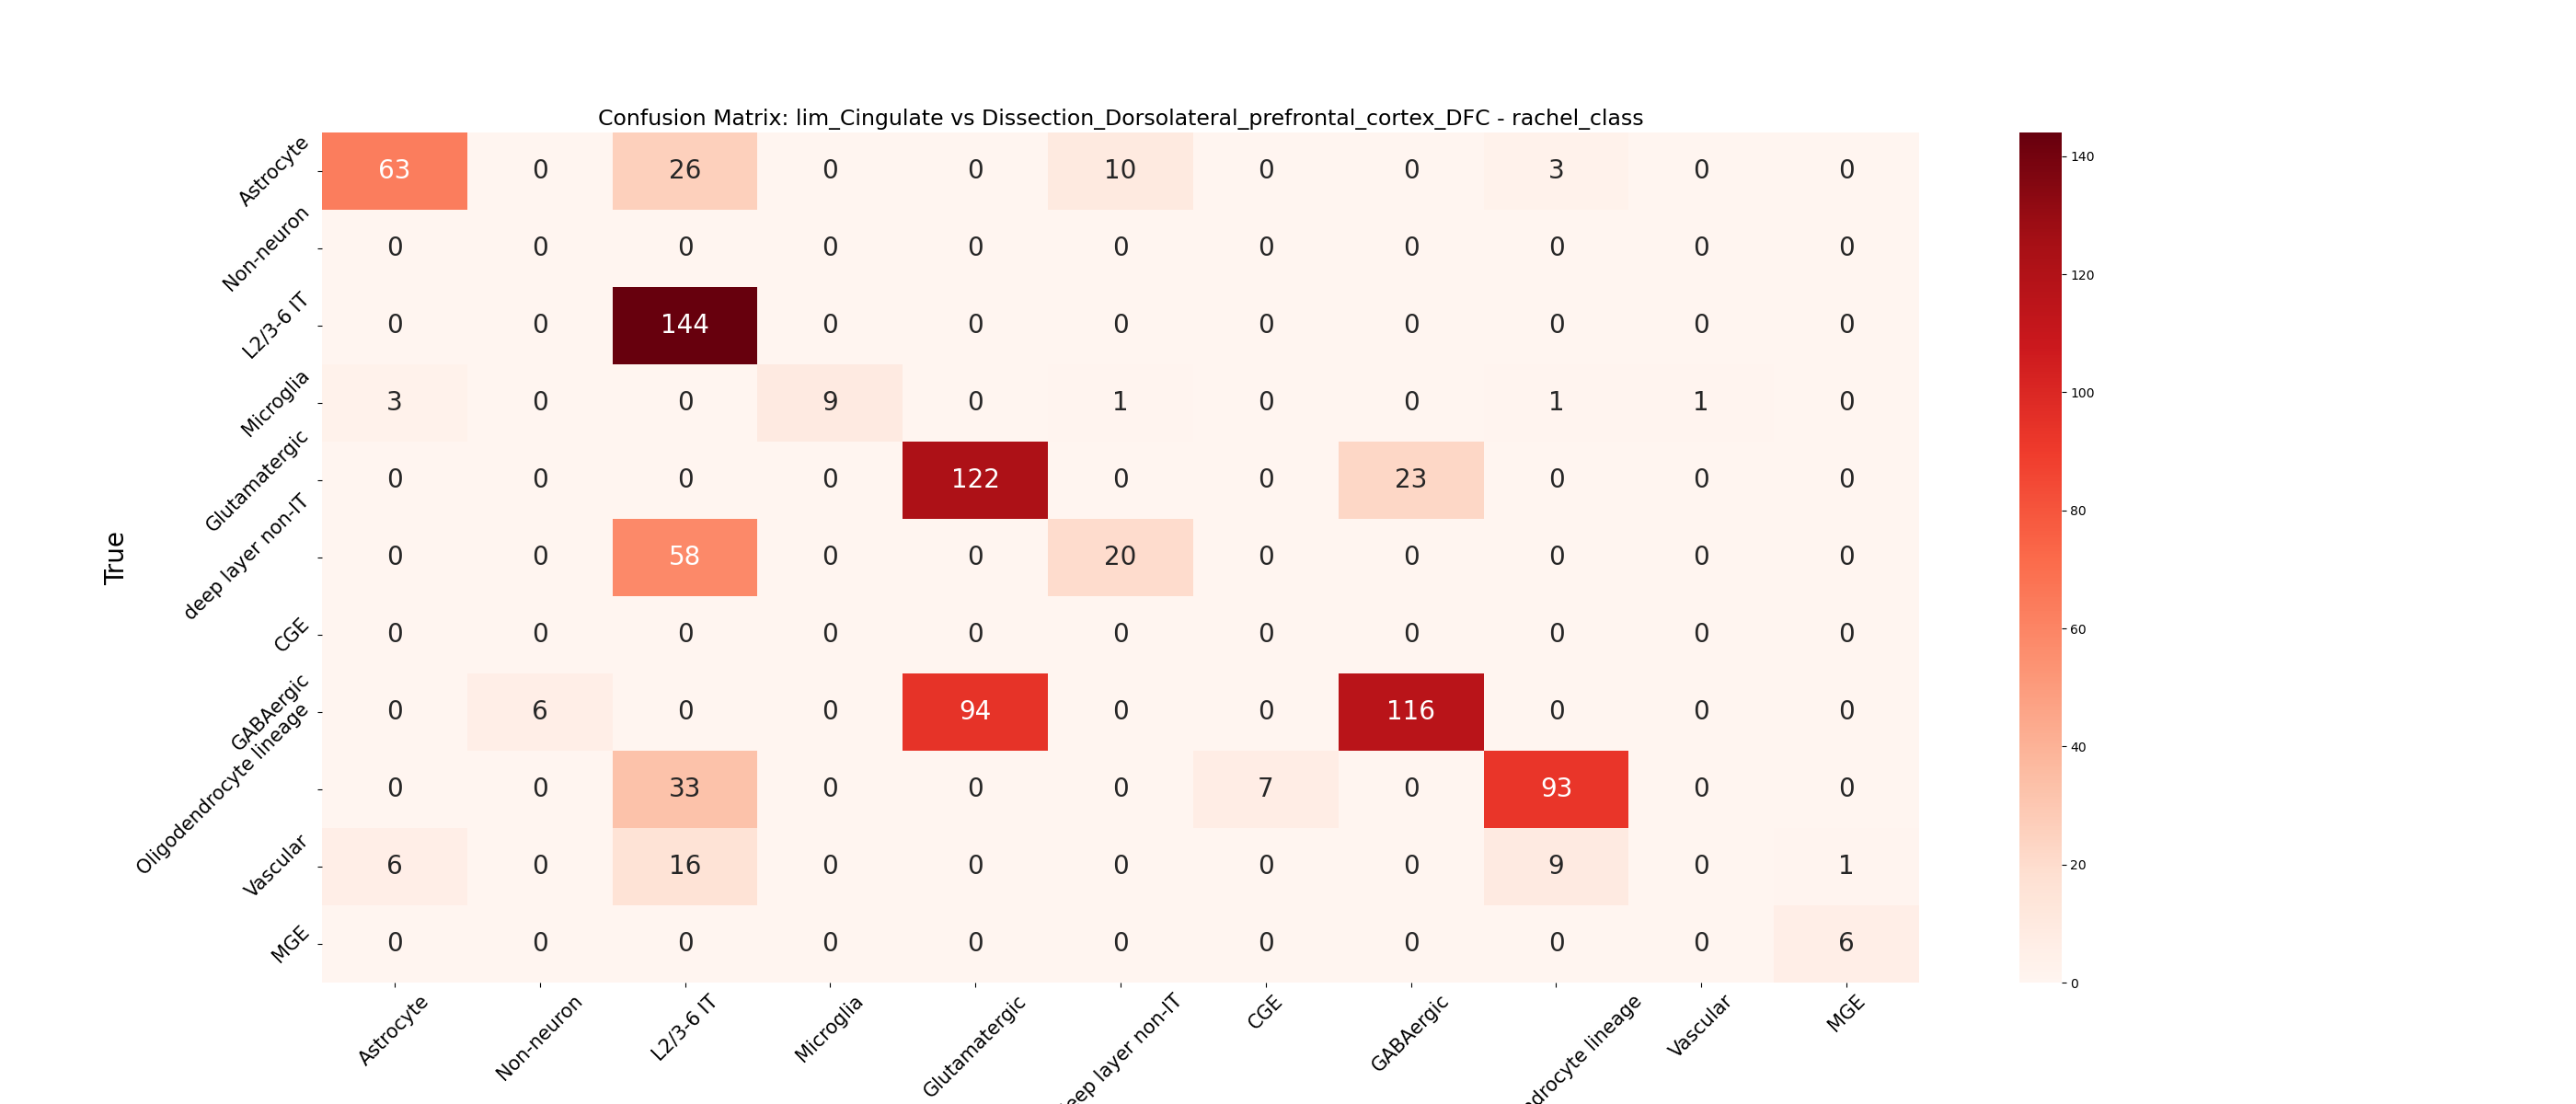 Confusion Matrix: lim_Cingulate vs Dissection_Dorsolateral_prefrontal_cortex_DFC - rachel_class
True
Astrocyte 63 0 26 0 0 10 0 0 3 0 0
Non-neuron 0 0 0 0 0 0 0 0 0 0 0
L2/3-6 IT 0 0 144 0 0 0 0 0 0 0 0
Microglia 3 0 0 9 0 1 0 0 1 1 0
Glutamatergic 0 0 0 0 122 0 0 23 0 0 0
deep layer non-IT 0 0 58 0 0 20 0 0 0 0 0
CGE 0 0 0 0 0 0 0 0 0 0 0
GABAergic 0 6 0 0 94 0 0 116 0 0 0
Oligodendrocyte lineage 0 0 33 0 0 0 7 0 93 0 0
Vascular 6 0 16 0 0 0 0 0 9 0 1
MGE 0 0 0 0 0 0 0 0 0 0 6
Astrocyte Non-neuron L2/3-6 IT Microglia Glutamatergic eep layer non-IT CGE GABAergic ndrocyte lineage Vascular MGE
140
120
100
80
60
40
20
0